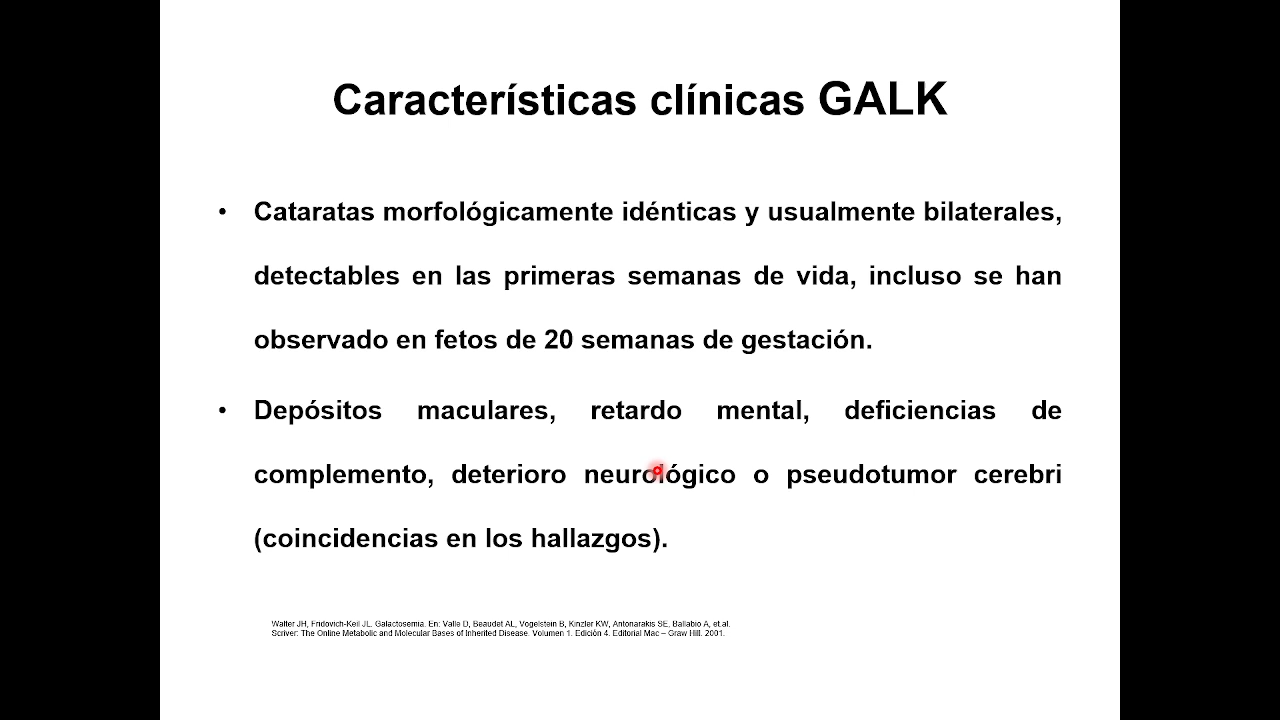 Características clínicas GALK
• Cataratas morfológicamente idénticas y usualmente bilaterales,
detectables en las primeras semanas de vida, incluso se han
observado en fetos de 20 semanas de gestación.
• Depósitos maculares, retardo mental, deficiencias de
complemento, deterioro neurológico o pseudotumor cerebri
(coincidencias en los hallazgos).
Walter JH, Fridovich-Keil JL. Galactosemia. En: Valle D, Beaudet AL, Vogelstein B, Kinzler KW, Antonarakis SE, Ballabio A, et.al.
Scriver: The Online Metabolic and Molecular Bases of Inherited Disease. Volumen 1. Edición 4. Editorial Mac – Graw Hill. 2001.